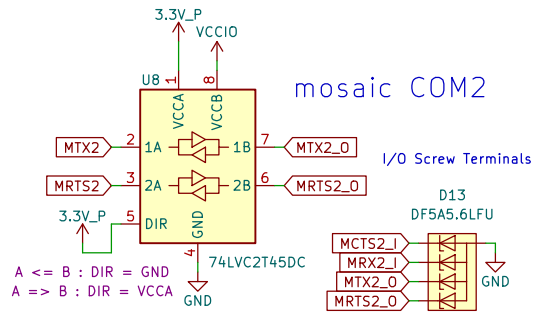 3.3V_P
VCCIO
U8
1
8
VCCA
VCCB
mosaic COM2
MTX2
2
1A
1B
7
MTX2_O
I/O Screw Terminals
MRTS2
3
2A
2B
6
MRTS2_O
D13
DF5A5.6LFU
3.3V_P
5
DIR
GND
4
74LVC2T45DC
MCTS2_I
MRX2_I
MTX2_O
MRTS2_O
GND
A <= B : DIR = GND
A => B : DIR = VCCA
GND